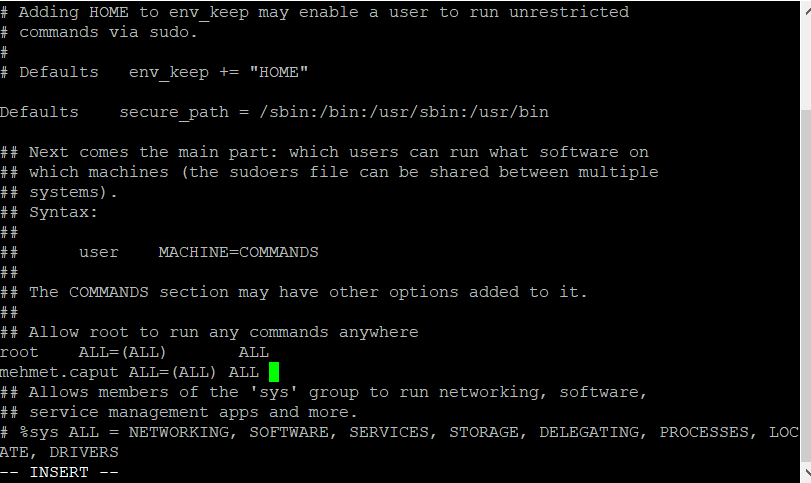 # Adding HOME to env_keep may enable a user to run unrestricted
# commands via sudo.
#
# Defaults   env_keep += "HOME"
Defaults    secure_path = /sbin:/bin:/usr/sbin:/usr/bin
## Next comes the main part: which users can run what software on
## which machines (the sudoers file can be shared between multiple
## systems).
## Syntax:
##
##      user    MACHINE=COMMANDS
##
## The COMMANDS section may have other options added to it.
##
## Allow root to run any commands anywhere
root    ALL=(ALL)       ALL
mehmet.caput ALL=(ALL) ALL
## Allows members of the 'sys' group to run networking, software,
## service management apps and more.
# %sys ALL = NETWORKING, SOFTWARE, SERVICES, STORAGE, DELEGATING, PROCESSES, LOC
ATE, DRIVERS
-- INSERT --